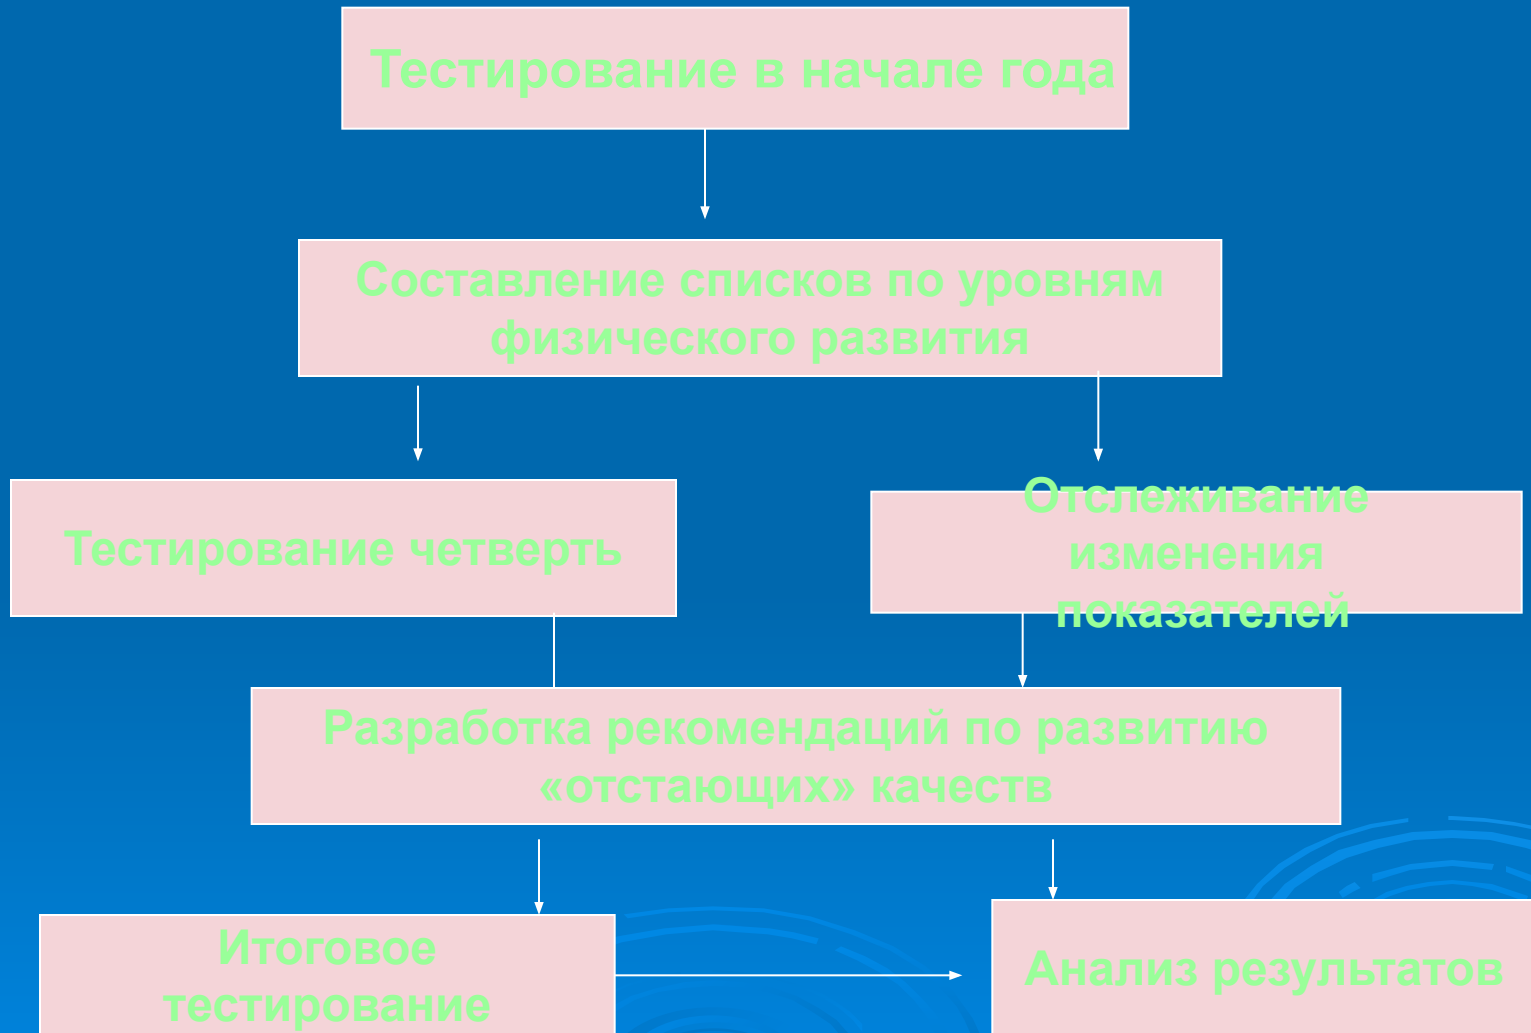 Тестирование в начале года
Составление списков по уровням
физического развития
Тестирование четверть
Отслеживание
изменения
показателей
Разработка рекомендаций по развитию
«отстающих» качеств
Итоговое
тестирование
Анализ результатов